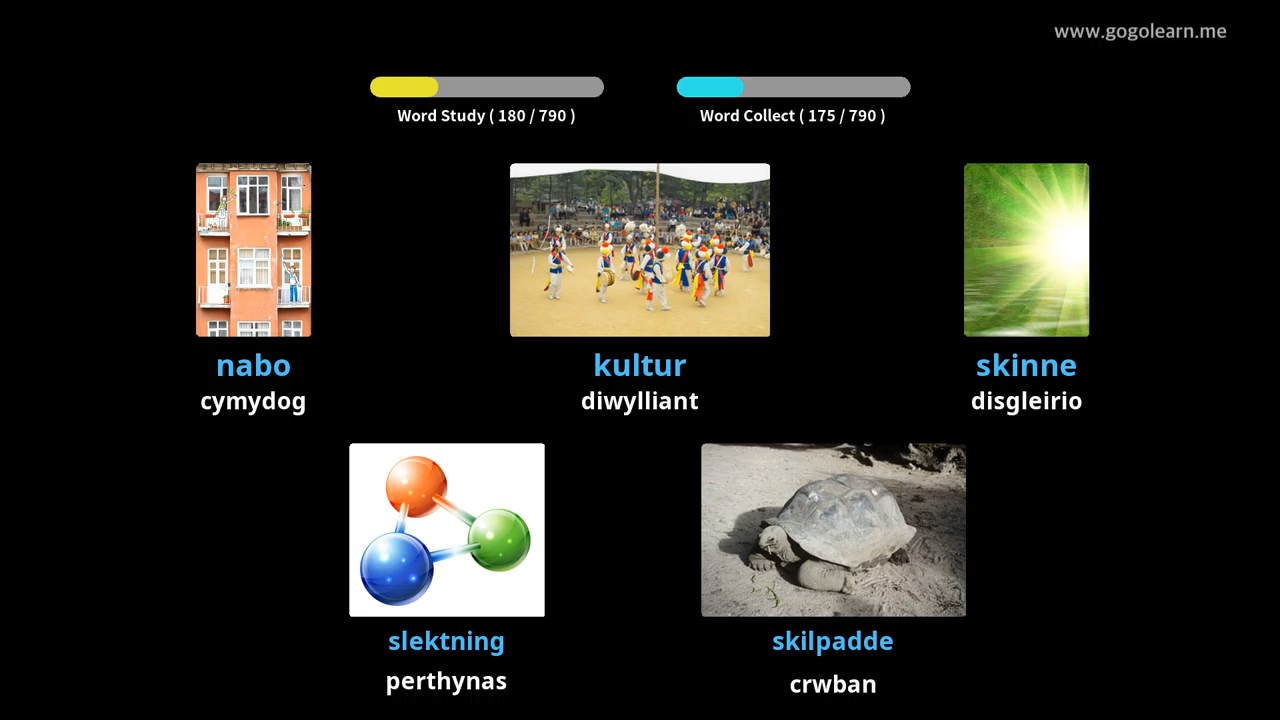 www.gogolearn.me
Word Study ( 180 / 790 )
Word Collect ( 175 / 790 )
nabo
cymydog
kultur
diwylliant
skinne
disgleirio
slektning
perthynas
skilpadde
crwban